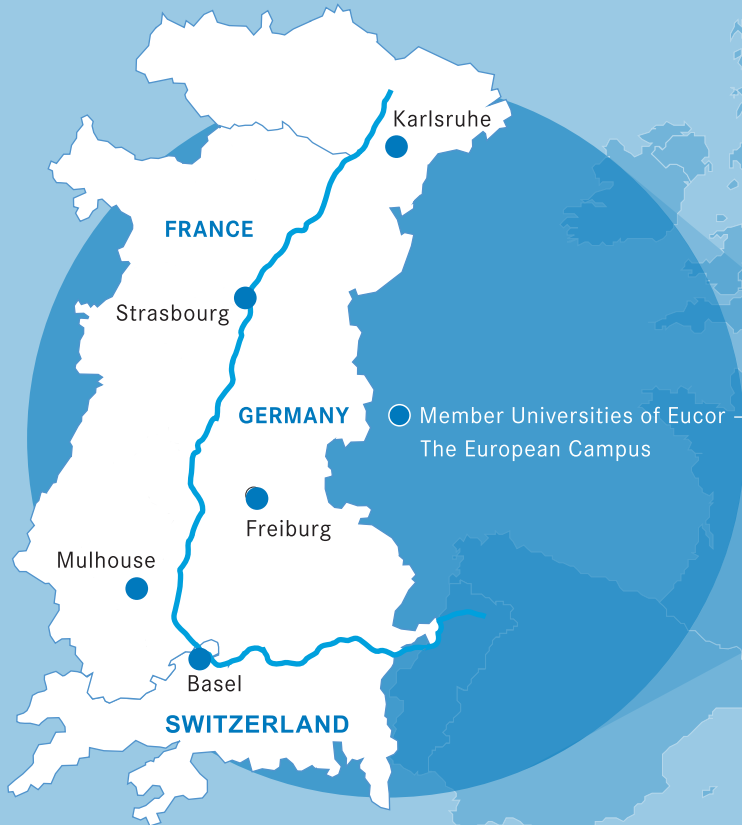 Karlsruhe
FRANCE
Strasbourg
GERMANY
Member Universities of Eucor –
The European Campus
Freiburg
Mulhouse
Basel
SWITZERLAND